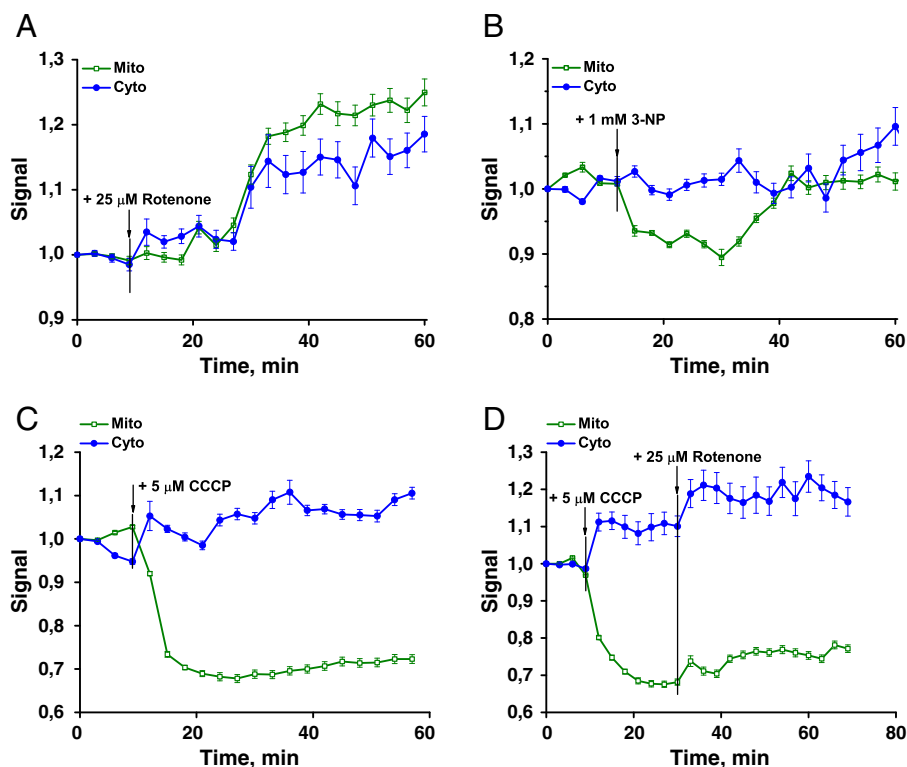 A
Mito
Cyto
1,3
1,2
1,1
1,0
0,9
Signal
+ 25 μM Rotenone
0
20
40
60
Time, min
B
Mito
Cyto
1,2
1,1
1,0
0,9
0,8
Signal
+ 1 mM 3-NP
0
20
40
60
Time, min
C
Mito
Cyto
1,2
1,1
1,0
0,9
0,8
0,7
0,6
Signal
+ 5 μM CCCP
0
20
40
60
Time, min
D
Mito
Cyto
1,3
1,2
1,1
1,0
0,9
0,8
0,7
0,6
Signal
+ 25 μM Rotenone
+ 5 μM CCCP
0
20
40
60
80
Time, min